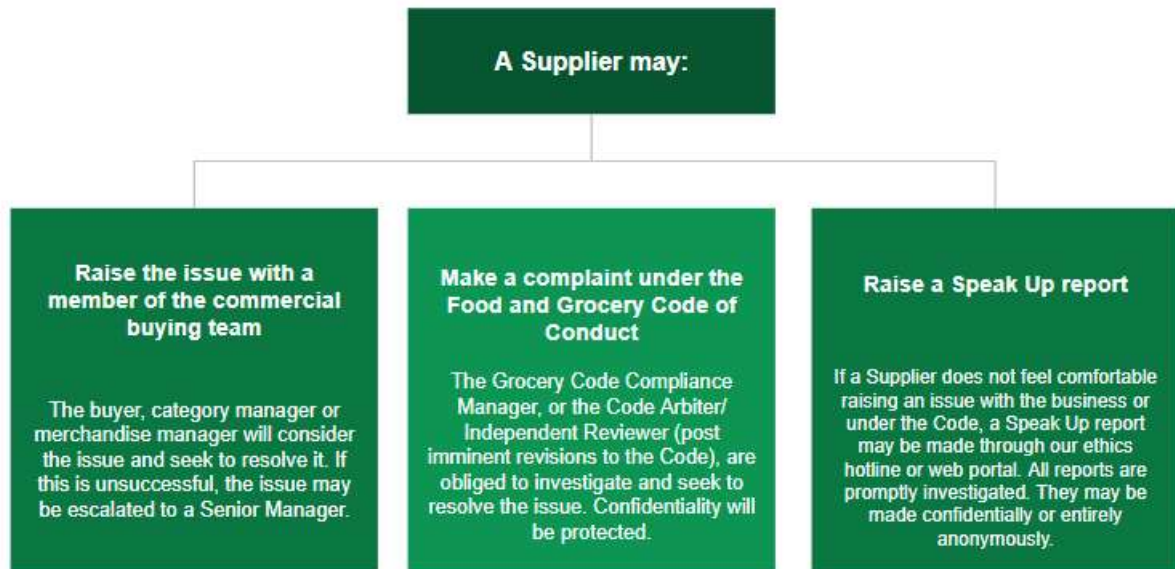 A Supplier may:
Raise the issue with a
member of the commercial
buying team
The buyer, category manager or
merchandise manager will consider
the issue and seek to resolve it. If
this is unsuccessful, the issue may
be escalated to a Senior Manager.
Make a complaint under the
Food and Grocery Code of
Conduct
The Grocery Code Compliance
Manager, or the Code Arbiter/
Independent Reviewer (post
imminent revisions to the Code), are
obliged to investigate and seek to
resolve the issue. Confidentiality will
be protected.
Raise a Speak Up report
If a Supplier does not feel comfortable
raising an issue with the business or
under the Code, a Speak Up report
may be made through our ethics
hotline or web portal. All reports are
promptly investigated. They may be
made confidentially or entirely
anonymously.